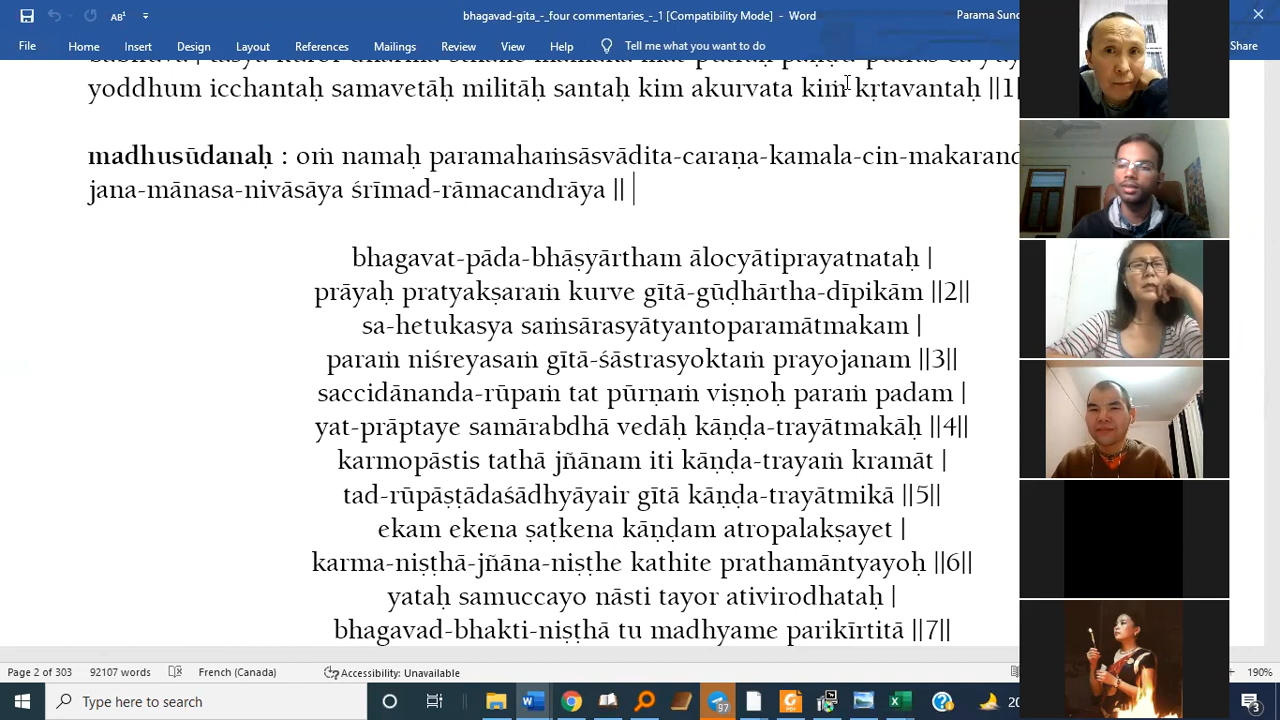 bhagavad-gita_-_four commentaries_-_1 [Compatibility Mode] - Word
Parama Sund
File Home Insert Design Layout References Mailings Review View Help Tell me what you want to do Share
yoddhum icchantaḥ samavetāḥ militāḥ santaḥ kim akurvata kiṁ kṛtavantaḥ ||1|
madhusūdanaḥ : oṁ namaḥ paramahaṁsāsvādita-caraṇa-kamala-cin-makarand
jana-mānasa-nivāsāya śrīmad-rāmacandrāya ||
bhagavat-pāda-bhāṣyārtham ālocyātiprayatnataḥ |
prāyaḥ pratyakṣaraṁ kurve gītā-gūḍhārtha-dīpikām ||2||
sa-hetukasya saṁsārasyātyantoparamātmakam |
paraṁ niśreyasaṁ gītā-śāstrasyoktaṁ prayojanam ||3||
saccidānanda-rūpaṁ tat pūrṇaṁ viṣṇoḥ paraṁ padam |
yat-prāptaye samārabdhā vedāḥ kāṇḍa-trayātmakāḥ ||4||
karmopāstis tathā jñānam iti kāṇḍa-trayaṁ kramāt |
tad-rūpāṣṭādaśādhyāyair gītā kāṇḍa-trayātmikā ||5||
ekam ekena ṣaṭkena kāṇḍam atropalakṣayet |
karma-niṣṭhā-jñāna-niṣṭhe kathite prathamāntyayoḥ ||6||
yataḥ samuccayo nāsti tayor ativirodhataḥ |
bhagavad-bhakti-niṣṭhā tu madhyame parikīrtitā ||7||
Page 2 of 303 92107 words French (Canada) Accessibility: Unavailable 190%
Type here to search 97 20 3